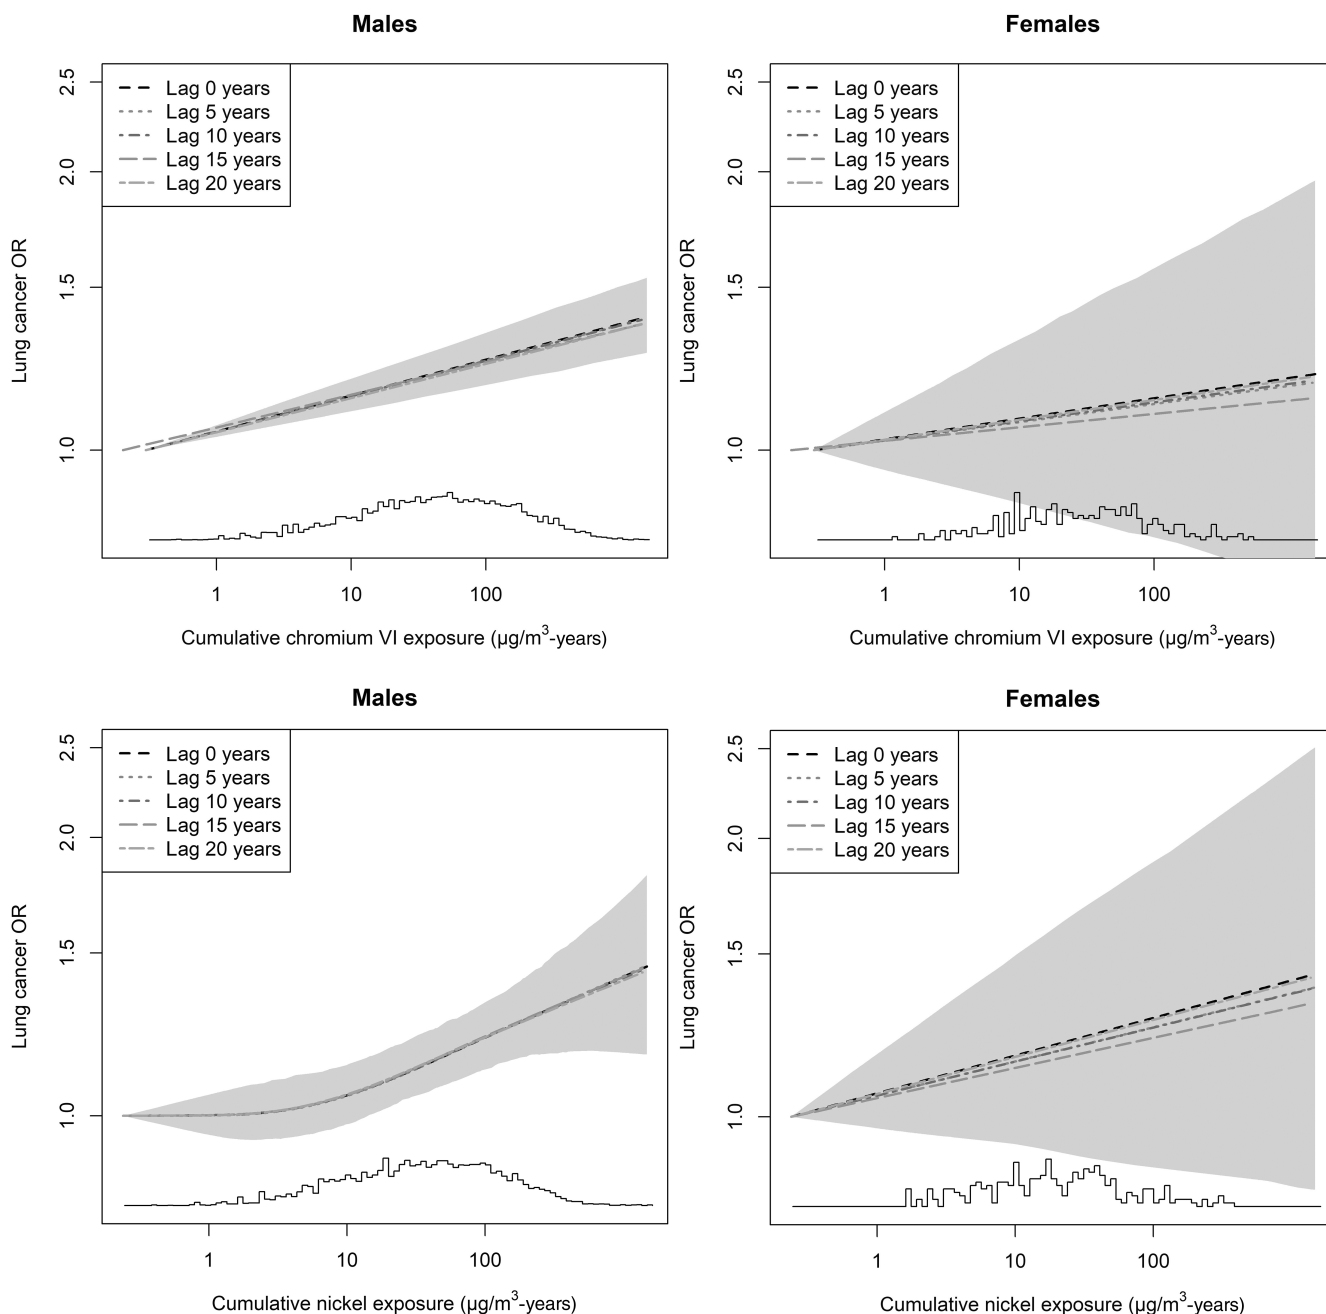 Males
2.5
2.0
1.5
1.0
Lung cancer OR
Lag 0 years
Lag 5 years
Lag 10 years
Lag 15 years
Lag 20 years
1 10 100
Cumulative chromium VI exposure (µg/m³-years)
Females
2.5
2.0
1.5
1.0
Lung cancer OR
Lag 0 years
Lag 5 years
Lag 10 years
Lag 15 years
Lag 20 years
1 10 100
Cumulative chromium VI exposure (µg/m³-years)
Males
2.5
2.0
1.5
1.0
Lung cancer OR
Lag 0 years
Lag 5 years
Lag 10 years
Lag 15 years
Lag 20 years
1 10 100
Cumulative nickel exposure (µg/m³-years)
Females
2.5
2.0
1.5
1.0
Lung cancer OR
Lag 0 years
Lag 5 years
Lag 10 years
Lag 15 years
Lag 20 years
1 10 100
Cumulative nickel exposure (µg/m³-years)